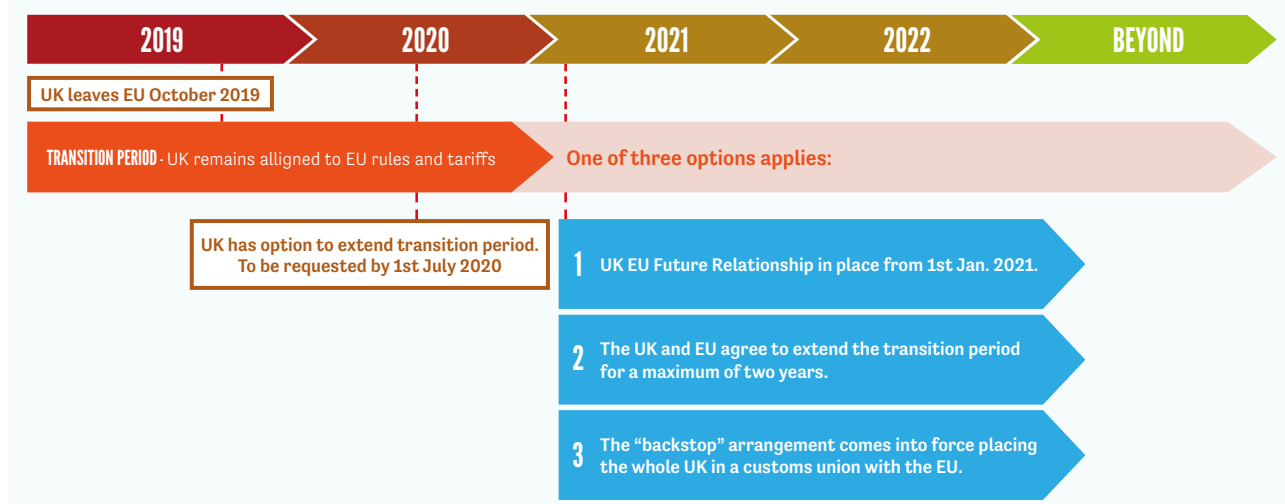 2019
2020
2021
2022
BEYOND
UK leaves EU October 2019
TRANSITION PERIOD - UK remains alligned to EU rules and tariffs
One of three options applies:
UK has option to extend transition period.
To be requested by 1st July 2020
1 UK EU Future Relationship in place from 1st Jan. 2021.
2 The UK and EU agree to extend the transition period
for a maximum of two years.
3 The “backstop” arrangement comes into force placing
the whole UK in a customs union with the EU.